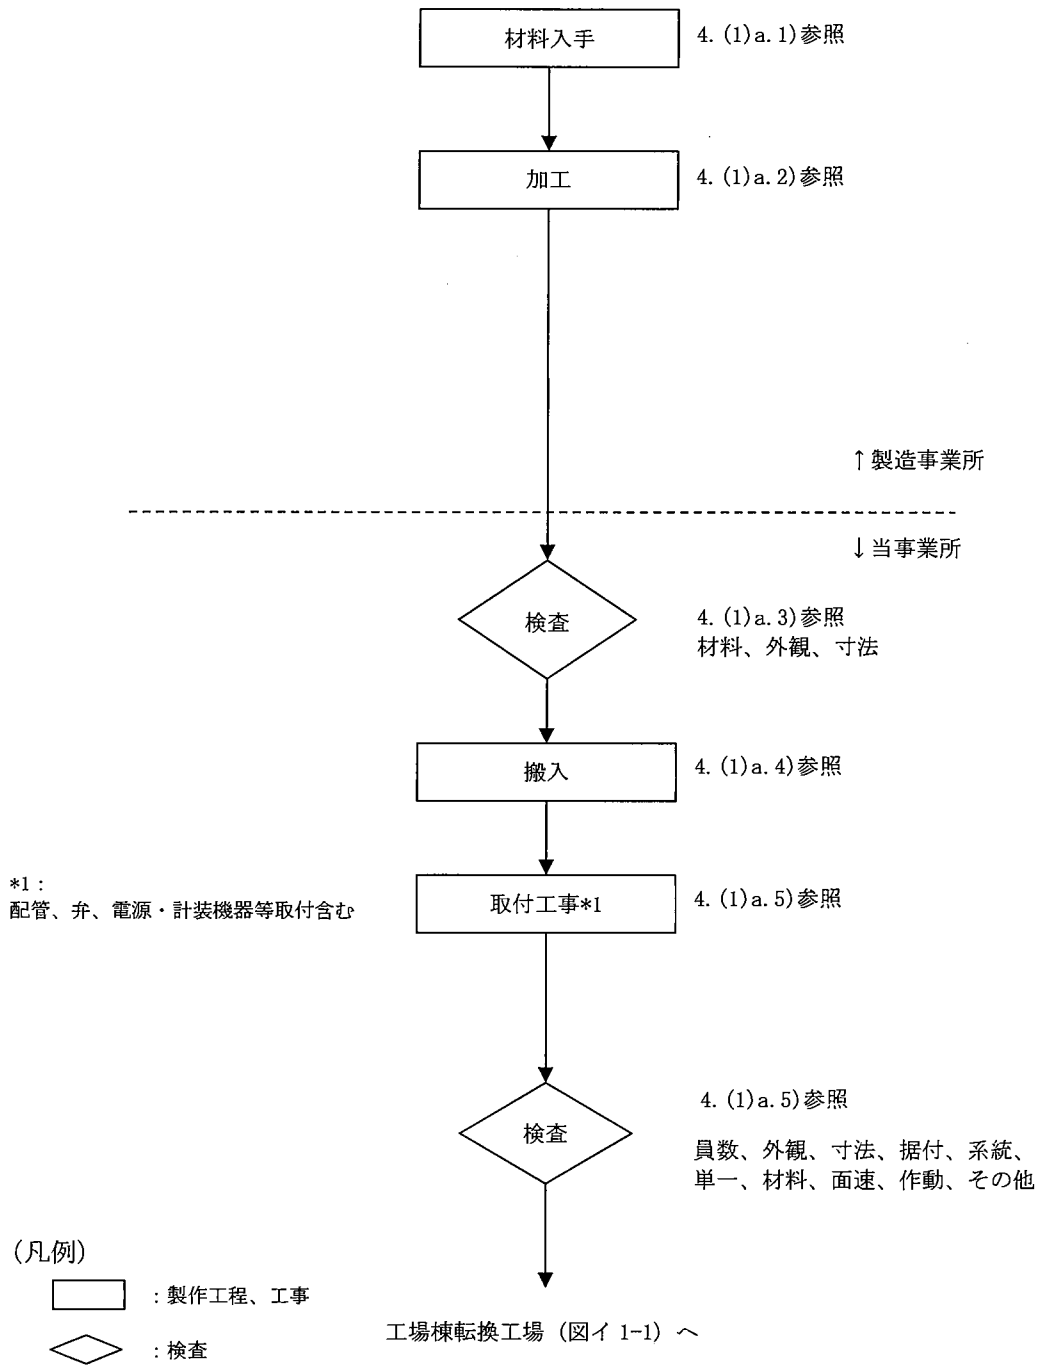 材料入手
4. (1)a. 1)参照
加工
4. (1)a. 2)参照
↑製造事業所
↓当事業所
検査
4. (1)a. 3)参照
材料、外観、寸法
搬入
4. (1)a. 4)参照
*1：
配管、弁、電源・計装機器等取付含む
取付工事*1
4. (1)a. 5)参照
検査
4. (1)a. 5)参照
員数、外観、寸法、据付、系統、
単一、材料、面速、作動、その他
(凡例)
：製作工程、工事
：検査
工場棟転換工場（図イ 1-1）へ